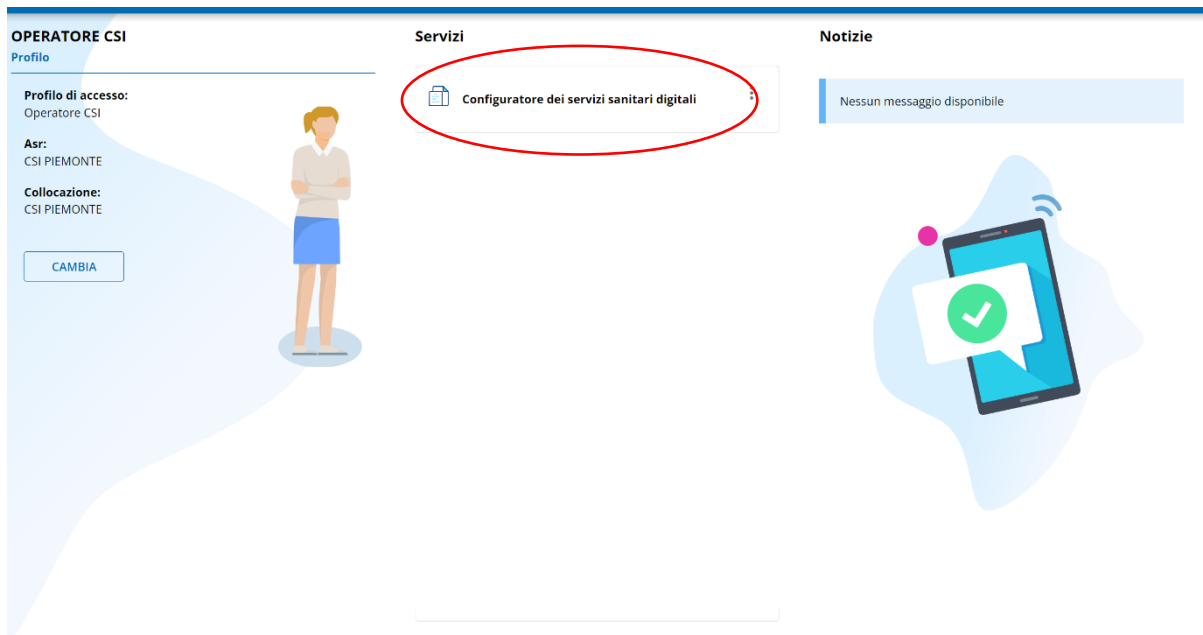 OPERATORE CSI
Profilo
Profilo di accesso:
Operatore CSI
Asr:
CSI PIEMONTE
Collocazione:
CSI PIEMONTE
CAMBIA
Servizi
Configuratore dei servizi sanitari digitali
Notizie
Nessun messaggio disponibile